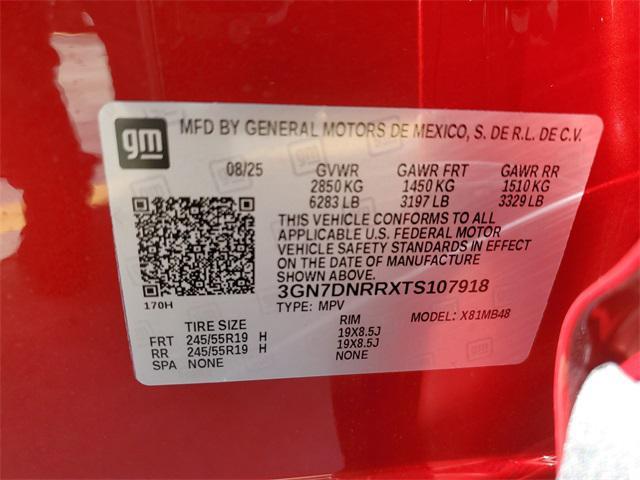 gm MFD BY GENERAL MOTORS DE MEXICO, S. DE R.L. DE C.V.
08/25 GVWR GAWR FRT GAWR RR
2850 KG 1450 KG 1510 KG
6283 LB 3197 LB 3329 LB
THIS VEHICLE CONFORMS TO ALL
APPLICABLE U.S. FEDERAL MOTOR
VEHICLE SAFETY STANDARDS IN EFFECT
ON THE DATE OF MANUFACTURE
SHOWN ABOVE.
170H 3GN7DNRRXTS107918
TYPE: MPV MODEL: X81MB48
TIRE SIZE RIM
FRT 245/55R19 H 19X8.5J
RR 245/55R19 H 19X8.5J
SPA NONE NONE